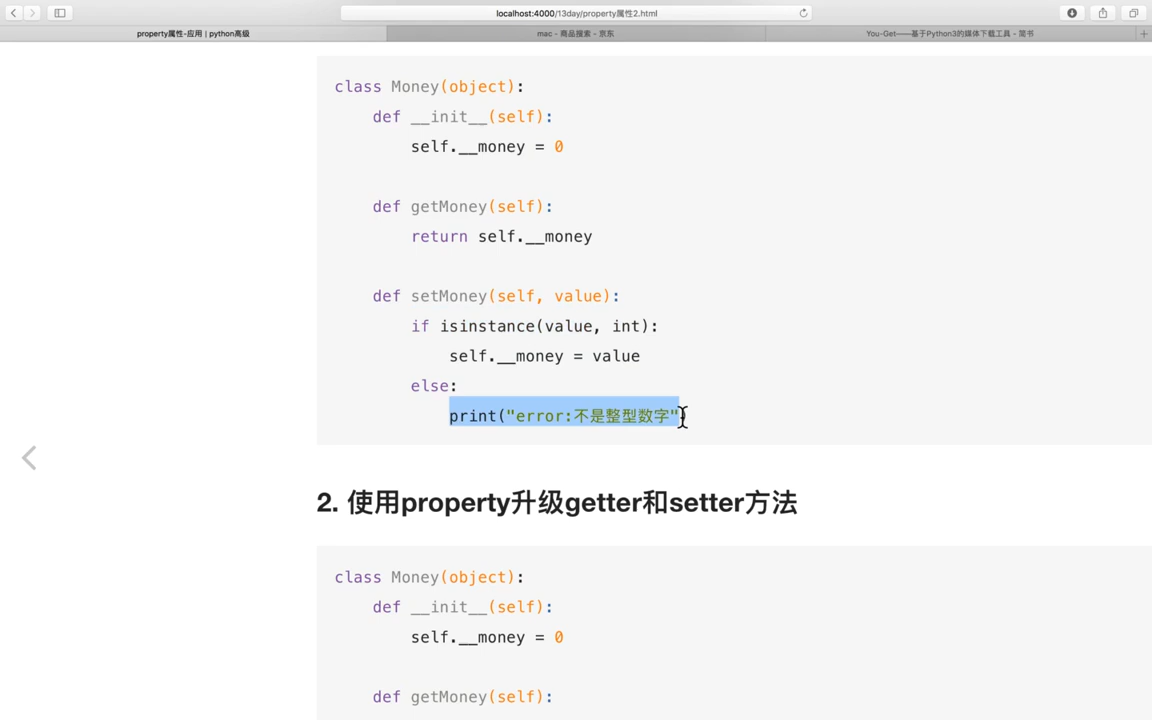 localhost:4000/13day/property属性2.html
property属性-应用 | python高级
mac - 商品搜索 - 京东
You-Get——基于Python3的媒体下载工具 - 简书
class Money(object):
    def __init__(self):
        self.__money = 0
    def getMoney(self):
        return self.__money
    def setMoney(self, value):
        if isinstance(value, int):
            self.__money = value
        else:
            print("error:不是整型数字")
2. 使用property升级getter和setter方法
class Money(object):
    def __init__(self):
        self.__money = 0
    def getMoney(self):